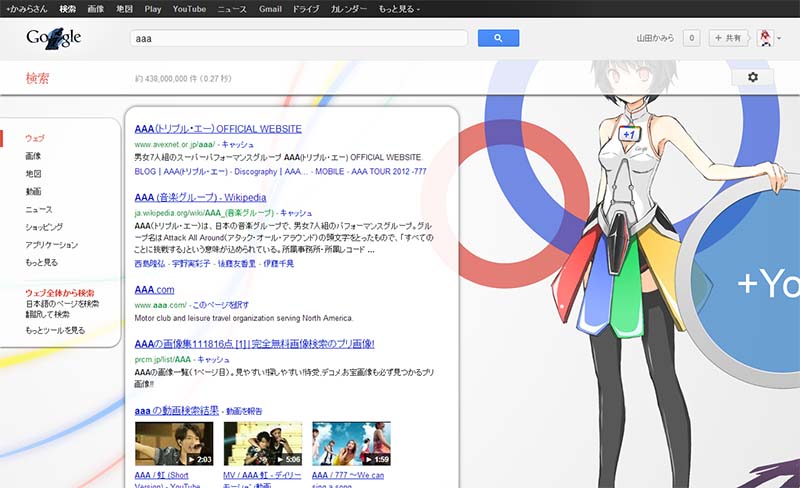 +かみらさん 検索 画像 地図 Play YouTube ニュース Gmail ドライブ カレンダー もっと見る
Google
aaa
山田かみら 0 + 共有
検索
約 438,000,000 件 (0.27 秒)
ウェブ
画像
地図
動画
ニュース
ショッピング
アプリケーション
もっと見る
ウェブ全体から検索
日本語のページを検索
翻訳して検索
もっとツールを見る
AAA(トリプル・エー) OFFICIAL WEBSITE
www.avexnet.or.jp/aaa/ - キャッシュ
男女7人組のスーパーパフォーマンスグループ AAA(トリプル・エー) OFFICIAL WEBSITE.
BLOG | AAA(トリプル・エー) - Discography | AAA... - MOBILE - AAA TOUR 2012 -777
AAA (音楽グループ) - Wikipedia
ja.wikipedia.org/wiki/AAA_(音楽グループ) - キャッシュ
AAA(トリプル・エー)は、日本の音楽グループで、男女7人組のパフォーマンスグループ。グル
ープ名は Attack All Around(アタック・オール・アラウンド)の頭文字をとったもので、「すべてのこ
とに挑戦する」という意味が込められている。所属事務所・所属レコード ...
西島隆弘 - 宇野実彩子 - 後藤友香里 - 伊藤千晃
AAA.com
www.aaa.com/ - このページを訳す
Motor club and leisure travel organization serving North America.
AAAの画像集111816点 [1] | 完全無料画像検索のプリ画像!
prcm.jp/list/AAA - キャッシュ
AAAの画像一覧(1ページ目)。見やすい!探しやすい!待受,デコメ,お宝画像も必ず見つかるプリ
画像!!
aaa の動画検索結果 - 動画を報告
2:03
5:06
1:59
AAA / 虹 (Short
Version) - YouTube
MV / AAA 虹 - デイリー
モーション動画
AAA / 777 ~We can
sing a song
+1
Google
+Yo